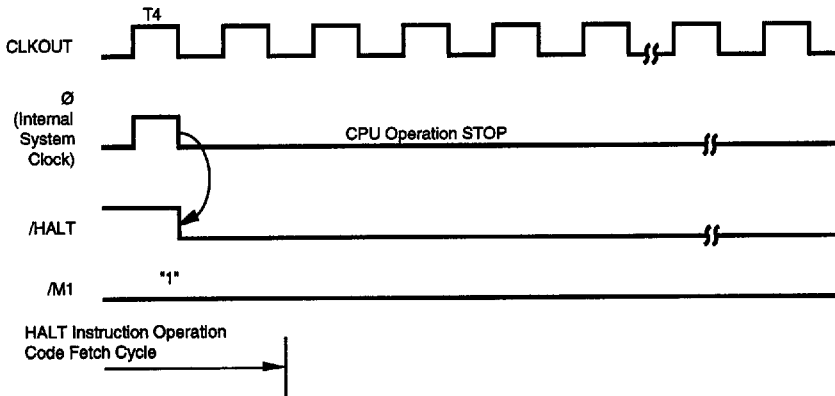 T4
CLKOUT
Ø
(Internal
System
Clock)
CPU Operation STOP
/HALT
"1"
/M1
HALT Instruction Operation
Code Fetch Cycle